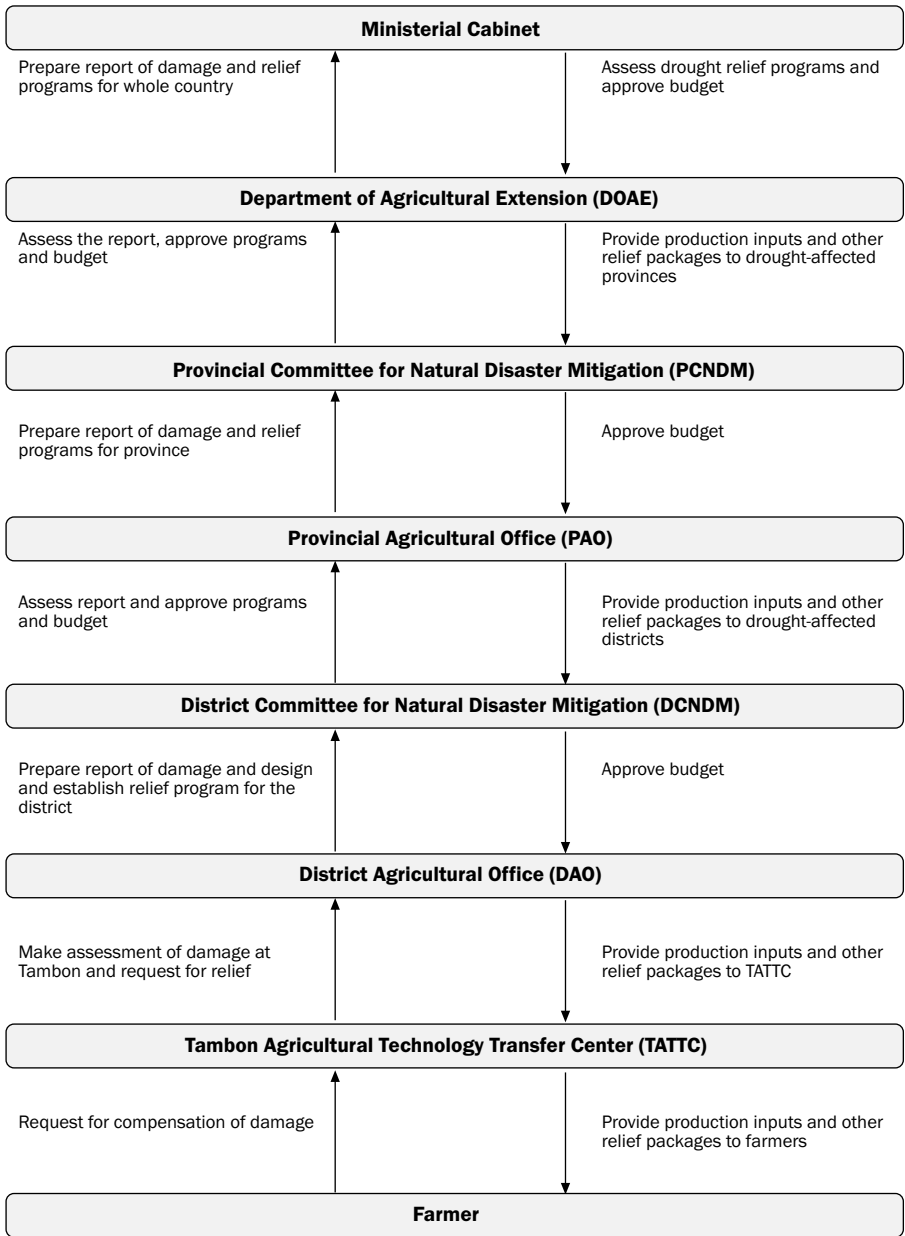 Ministerial Cabinet
Prepare report of damage and relief
programs for whole country
Assess drought relief programs and
approve budget
Department of Agricultural Extension (DOAE)
Assess the report, approve programs
and budget
Provide production inputs and other
relief packages to drought-affected
provinces
Provincial Committee for Natural Disaster Mitigation (PCNDM)
Prepare report of damage and relief
programs for province
Approve budget
Provincial Agricultural Office (PAO)
Assess report and approve programs
and budget
Provide production inputs and other
relief packages to drought-affected
districts
District Committee for Natural Disaster Mitigation (DCNDM)
Prepare report of damage and design
and establish relief program for the
district
Approve budget
District Agricultural Office (DAO)
Make assessment of damage at
Tambon and request for relief
Provide production inputs and other
relief packages to TATTC
Tambon Agricultural Technology Transfer Center (TATTC)
Request for compensation of damage
Provide production inputs and other
relief packages to farmers
Farmer